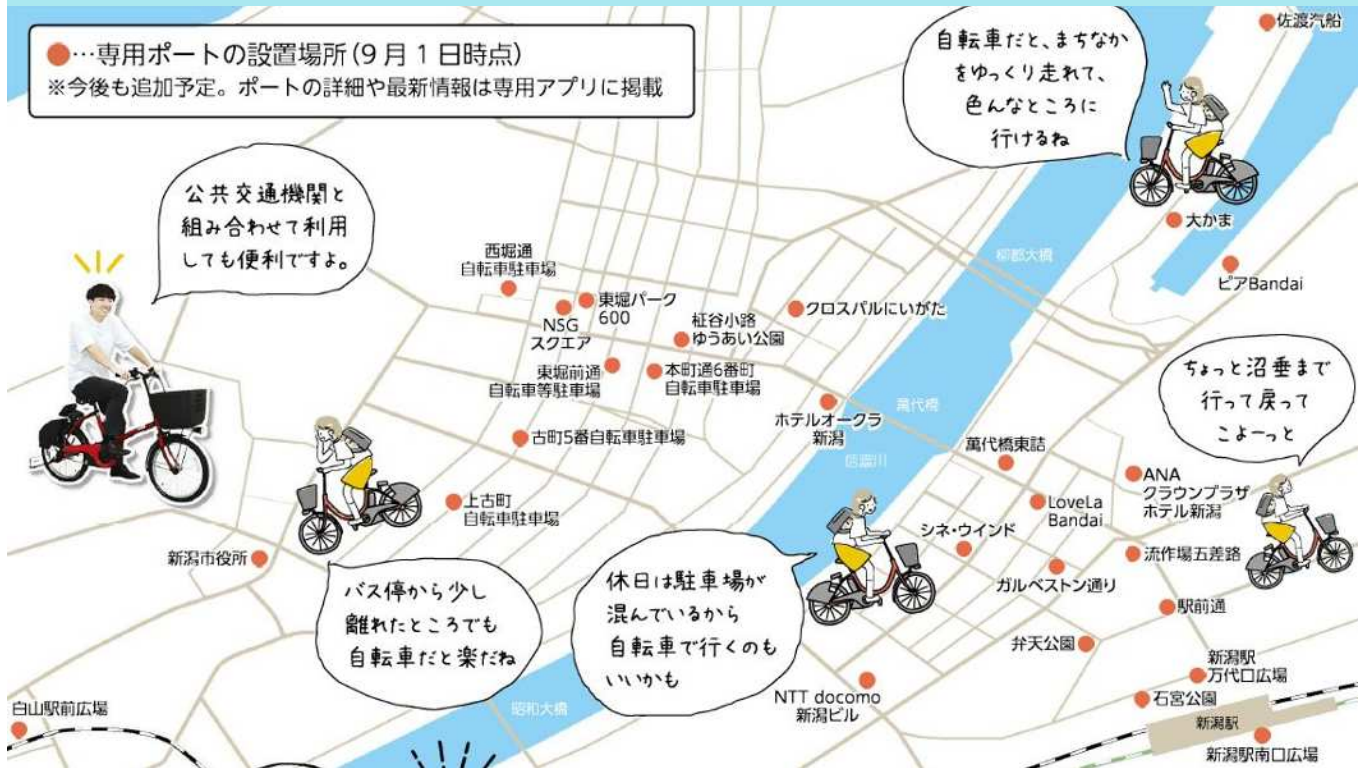 ●…専用ポートの設置場所(9月1日時点)
※今後も追加予定。ポートの詳細や最新情報は専用アプリに掲載
佐渡汽船
自転車だと、まちなか
をゆっくり走れて、
色んなところに
行けるね
大かま
ピアBandai
柳都大橋
公共交通機関と
組み合わせて利用
しても便利ですよ。
西堀通
自転車駐車場
NSG
スクエア
東堀パーク
600
柾谷小路
ゆうあい公園
クロスパルにいがた
東堀前通
自転車等駐車場
本町通6番町
自転車駐車場
古町5番自転車駐車場
ホテルオークラ
新潟
萬代橋
信濃川
ちょっと沼垂まで
行って戻って
こよーっと
萬代橋東詰
ANA
クラウンプラザ
ホテル新潟
LoveLa
Bandai
シネ・ウインド
ガルベストン通り
流作場五差路
上古町
自転車駐車場
新潟市役所
バス停から少し
離れたところでも
自転車だと楽だね
休日は駐車場が
混んでいるから
自転車で行くのも
いいかも
駅前通
弁天公園
新潟駅
万代口広場
NTT docomo
新潟ビル
石宮公園
新潟駅
新潟駅南口広場
昭和大橋
白山駅前広場